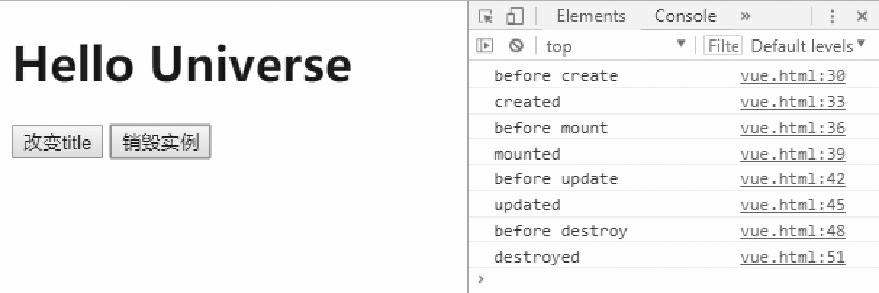 Hello Universe
改变title 销毁实例
Elements Console »
top Filte Default levels
before create vue.html:30
created vue.html:33
before mount vue.html:36
mounted vue.html:39
before update vue.html:42
updated vue.html:45
before destroy vue.html:48
destroyed vue.html:51